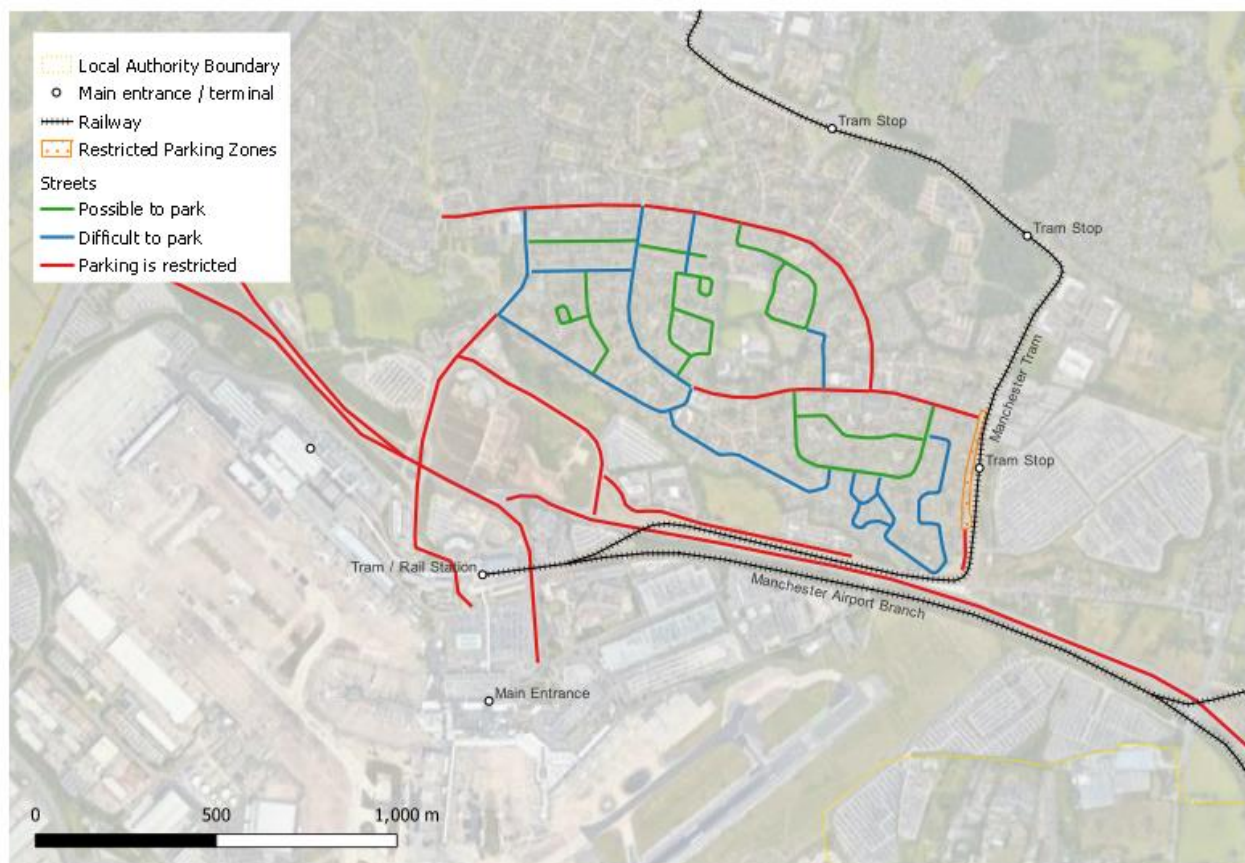 Local Authority Boundary
Main entrance / terminal
Railway
Restricted Parking Zones
Streets
Possible to park
Difficult to park
Parking is restricted
Tram Stop
Tram Stop
Manchester Tram
Tram Stop
Tram / Rail Station
Manchester Airport Branch
Main Entrance
0 500 1,000 m